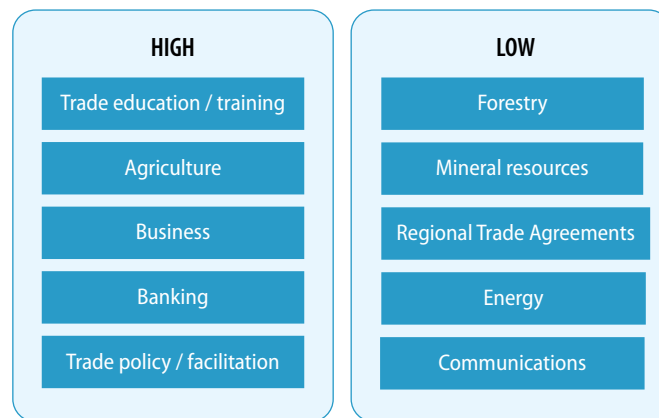 HIGH
Trade education / training
Agriculture
Business
Banking
Trade policy / facilitation
LOW
Forestry
Mineral resources
Regional Trade Agreements
Energy
Communications